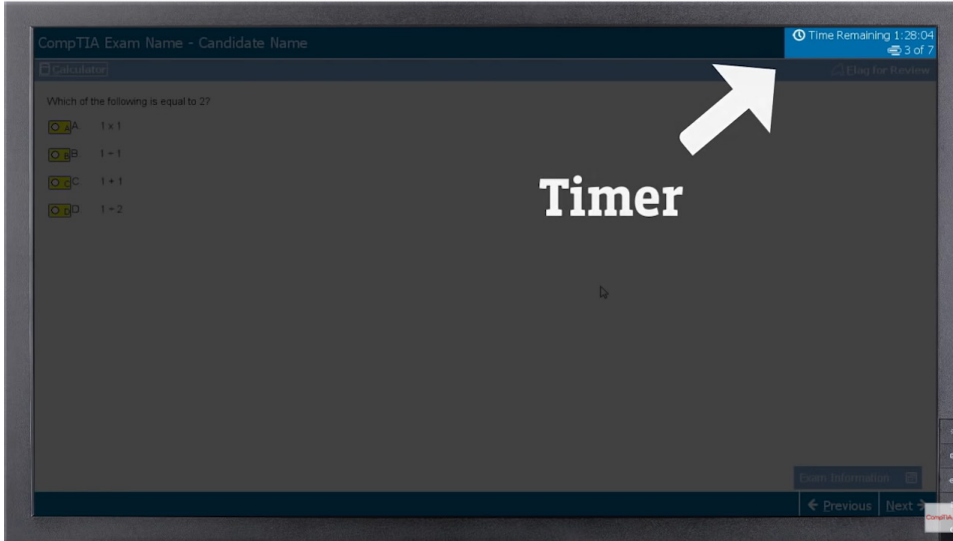 CompTIA Exam Name - Candidate Name
Time Remaining 1:28:04
3 of 7
Calculator
Flag for Review
Which of the following is equal to 2?
A A. 1 x 1
B B. 1 - 1
C C. 1 + 1
D D. 1 ÷ 2
Timer
Exam Information
Previous Next
CompTIA